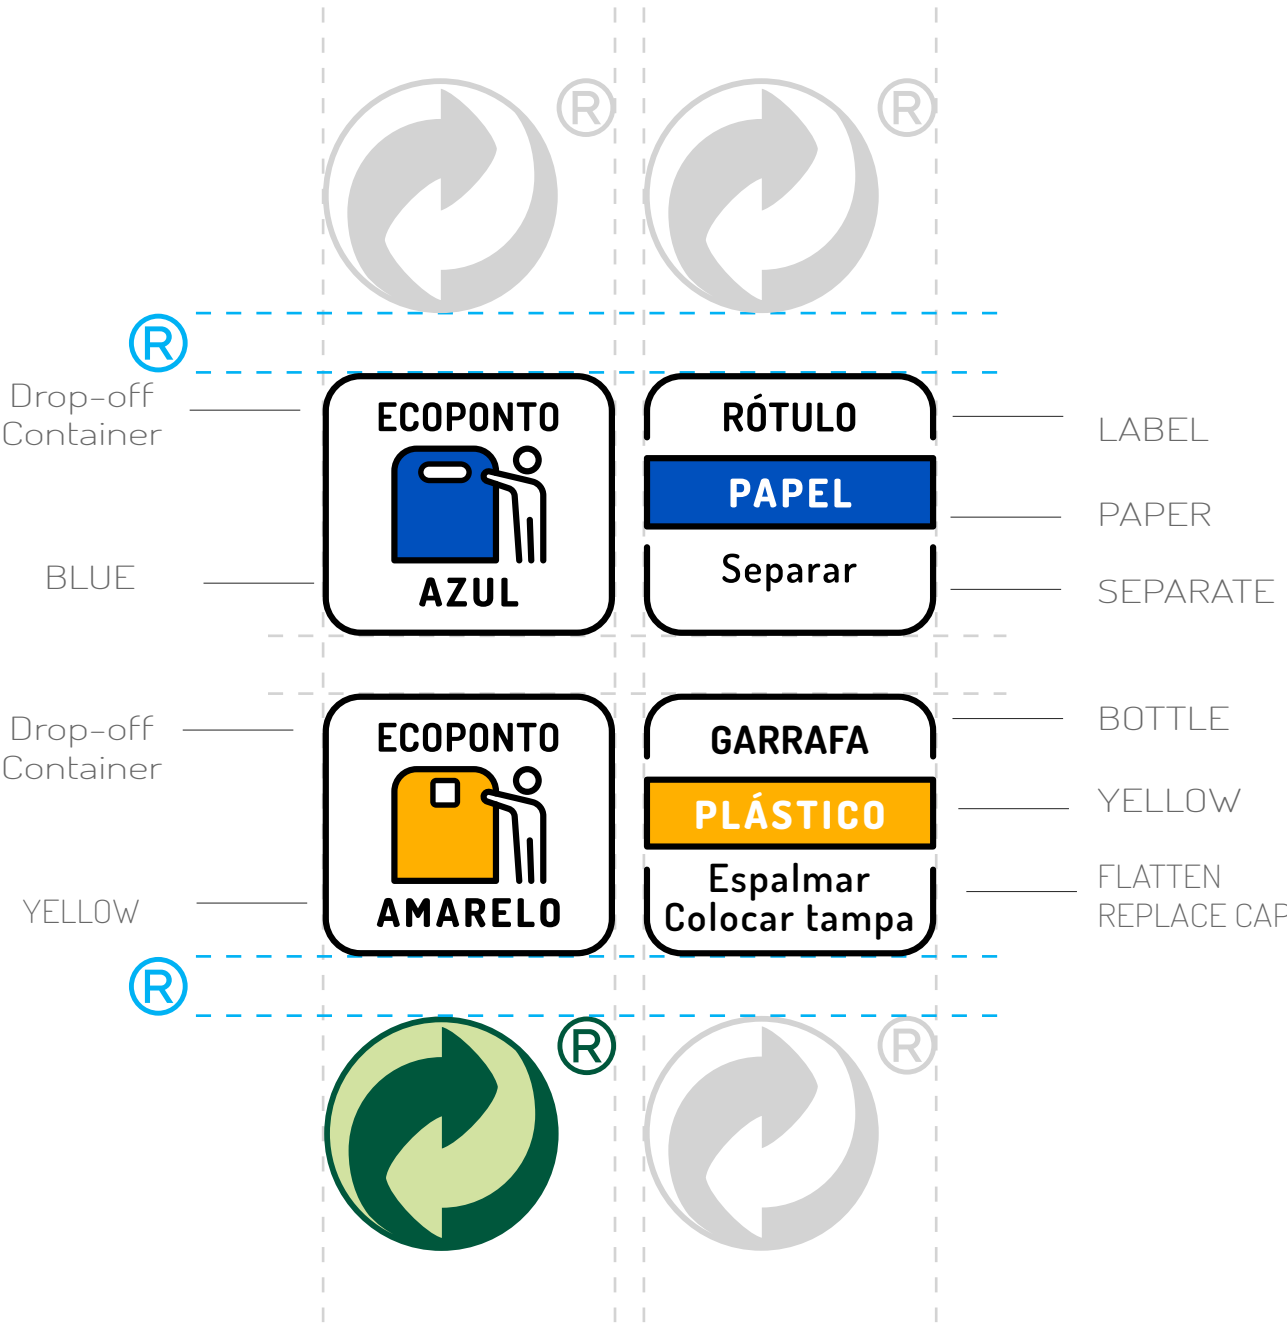 ®
®
®
Drop-off
Container
BLUE
ECOPONTO
AZUL
RÓTULO
PAPEL
Separar
LABEL
PAPER
SEPARATE
Drop-off
Container
YELLOW
ECOPONTO
AMARELO
GARRAFA
PLÁSTICO
Espalmar
Colocar tampa
BOTTLE
YELLOW
FLATTEN
REPLACE CAP
®
®
®